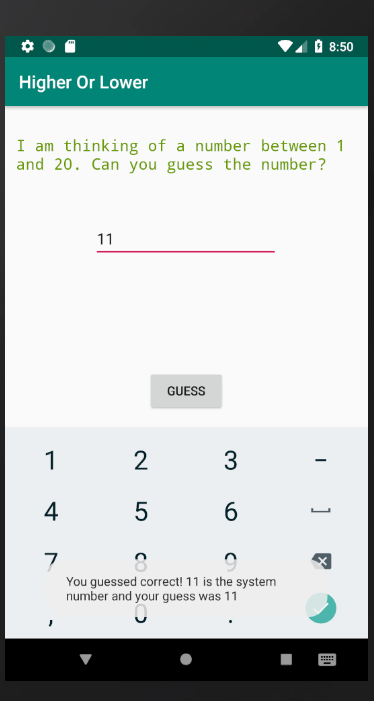 8:50
Higher Or Lower
I am thinking of a number between 1
and 20. Can you guess the number?
11
GUESS
1 2 3 -
4 5 6
7 8 9
You guessed correct! 11 is the system
number and your guess was 11
, 0 .